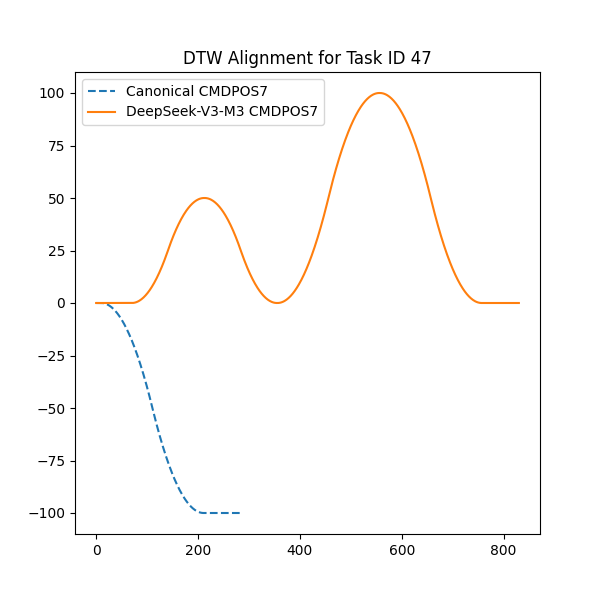 DTW Alignment for Task ID 47
Canonical CMDPOS7
DeepSeek-V3-M3 CMDPOS7
100
75
50
25
0
−25
−50
−75
−100
0 200 400 600 800